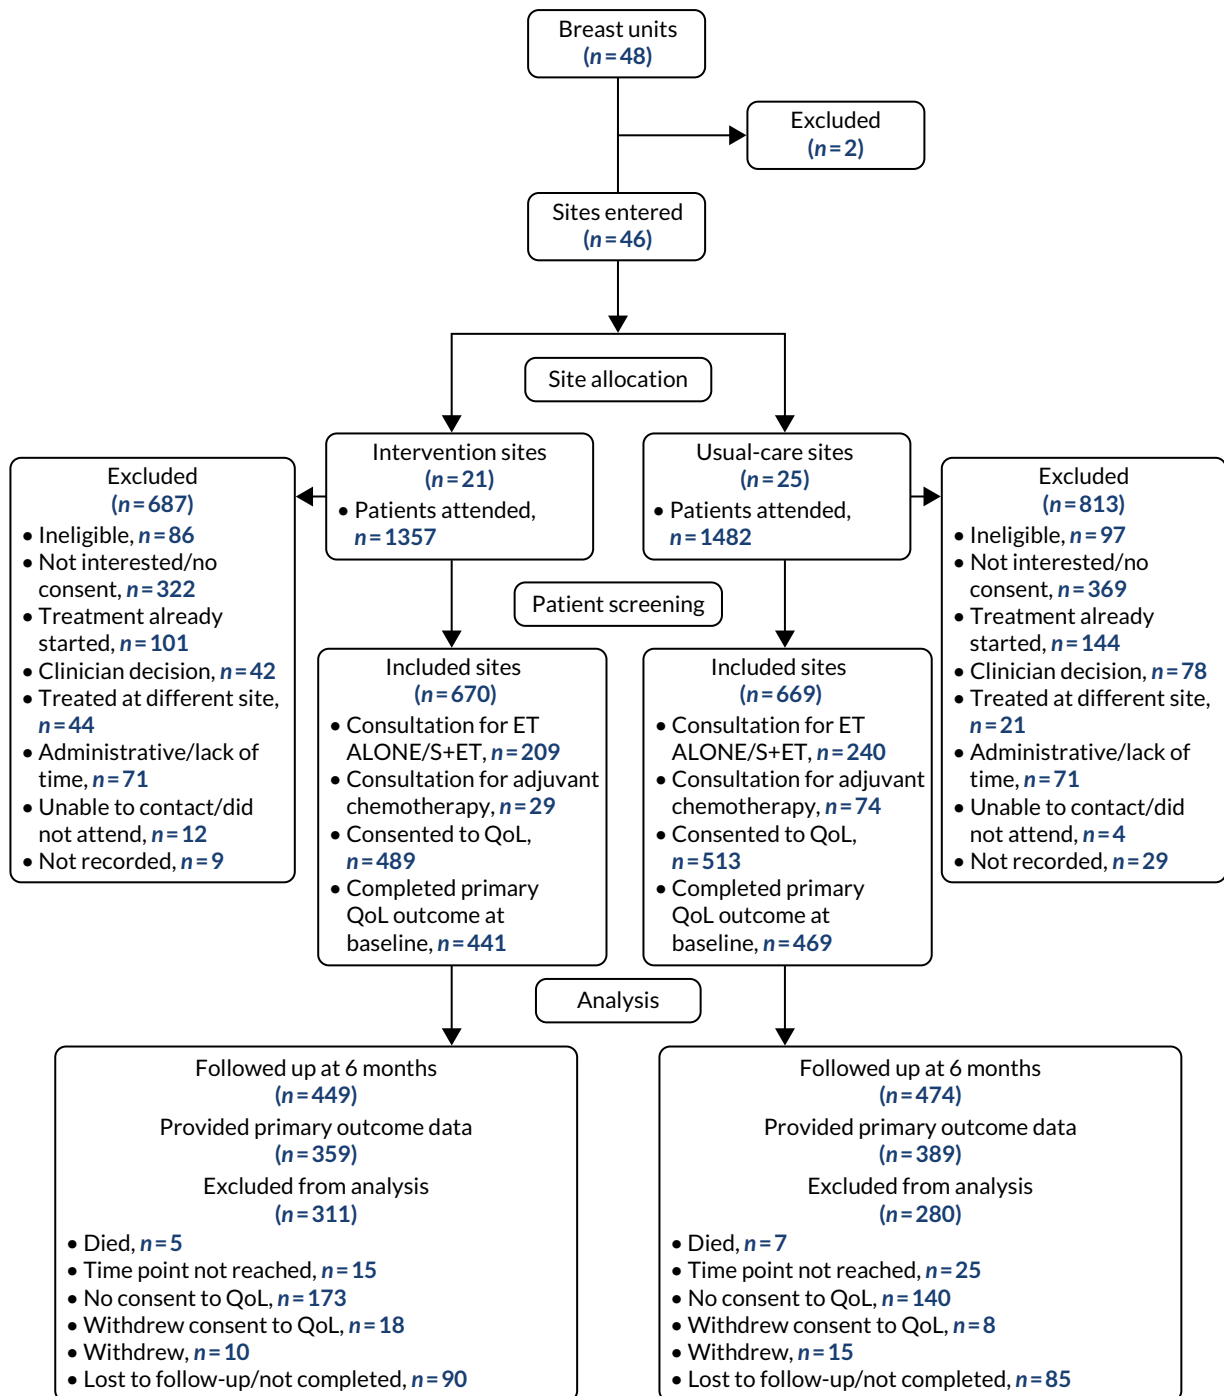 Breast units
(n=48)
Excluded
(n=2)
Sites entered
(n=46)
Site allocation
Intervention sites
(n=21)
• Patients attended,
n=1357
Usual-care sites
(n=25)
• Patients attended,
n=1482
Excluded
(n=687)
• Ineligible, n=86
• Not interested/no
consent, n=322
• Treatment already
started, n=101
• Clinician decision, n=42
• Treated at different site,
n=44
• Administrative/lack of
time, n=71
• Unable to contact/did
not attend, n=12
• Not recorded, n=9
Excluded
(n=813)
• Ineligible, n=97
• Not interested/no
consent, n=369
• Treatment already
started, n=144
• Clinician decision, n=78
• Treated at different site,
n=21
• Administrative/lack of
time, n=71
• Unable to contact/did
not attend, n=4
• Not recorded, n=29
Patient screening
Included sites
(n=670)
• Consultation for ET
ALONE/S+ET, n=209
• Consultation for adjuvant
chemotherapy, n=29
• Consented to QoL,
n=489
• Completed primary
QoL outcome at
baseline, n=441
Included sites
(n=669)
• Consultation for ET
ALONE/S+ET, n=240
• Consultation for adjuvant
chemotherapy, n=74
• Consented to QoL,
n=513
• Completed primary
QoL outcome at
baseline, n=469
Analysis
Followed up at 6 months
(n=449)
Provided primary outcome data
(n=359)
Excluded from analysis
(n=311)
• Died, n=5
• Time point not reached, n=15
• No consent to QoL, n=173
• Withdrew consent to QoL, n=18
• Withdrew, n=10
• Lost to follow-up/not completed, n=90
Followed up at 6 months
(n=474)
Provided primary outcome data
(n=389)
Excluded from analysis
(n=280)
• Died, n=7
• Time point not reached, n=25
• No consent to QoL, n=140
• Withdrew consent to QoL, n=8
• Withdrew, n=15
• Lost to follow-up/not completed, n=85